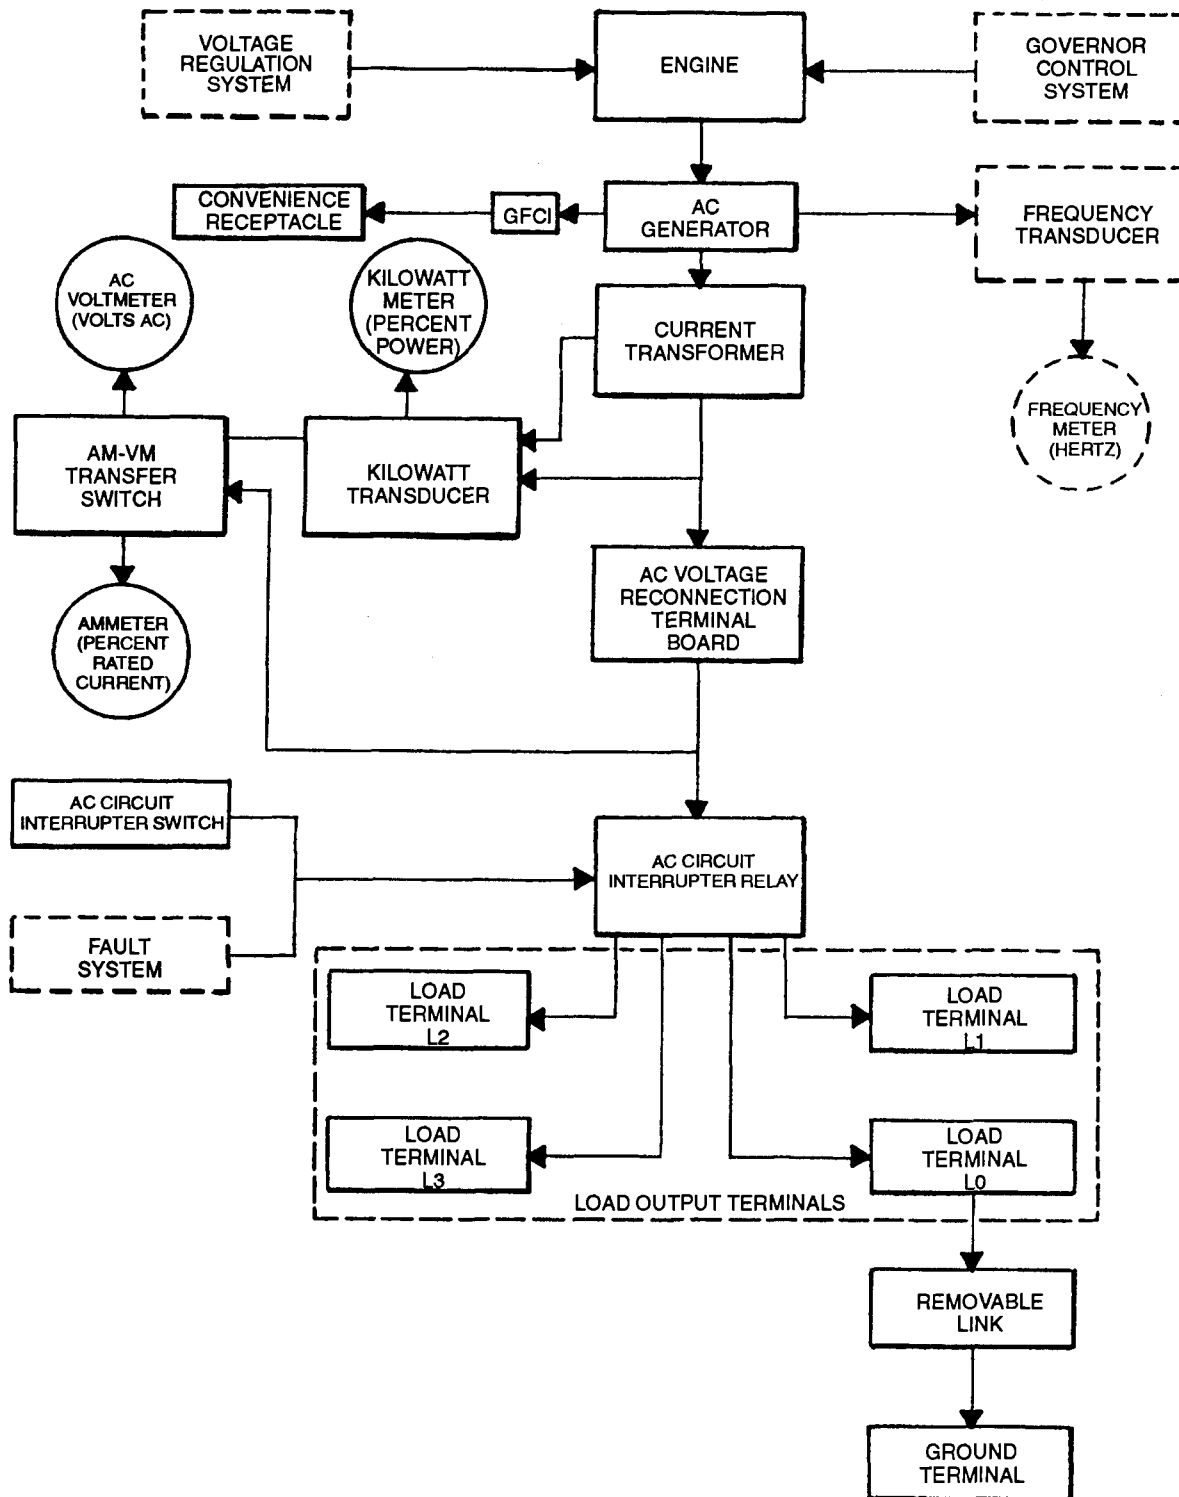 VOLTAGE
REGULATION
SYSTEM
ENGINE
GOVERNOR
CONTROL
SYSTEM
CONVENIENCE
RECEPTACLE
GFCI
AC
GENERATOR
FREQUENCY
TRANSDUCER
AC
VOLTMETER
(VOLTS AC)
KILOWATT
METER
(PERCENT
POWER)
CURRENT
TRANSFORMER
FREQUENCY
METER
(HERTZ)
AM-VM
TRANSFER
SWITCH
KILOWATT
TRANSDUCER
AC VOLTAGE
RECONNECTION
TERMINAL
BOARD
AMMETER
(PERCENT
RATED
CURRENT)
AC CIRCUIT
INTERRUPTER SWITCH
AC CIRCUIT
INTERRUPTER RELAY
FAULT
SYSTEM
LOAD
TERMINAL
L2
LOAD
TERMINAL
L1
LOAD
TERMINAL
L3
LOAD
TERMINAL
L0
LOAD OUTPUT TERMINALS
REMOVABLE
LINK
GROUND
TERMINAL